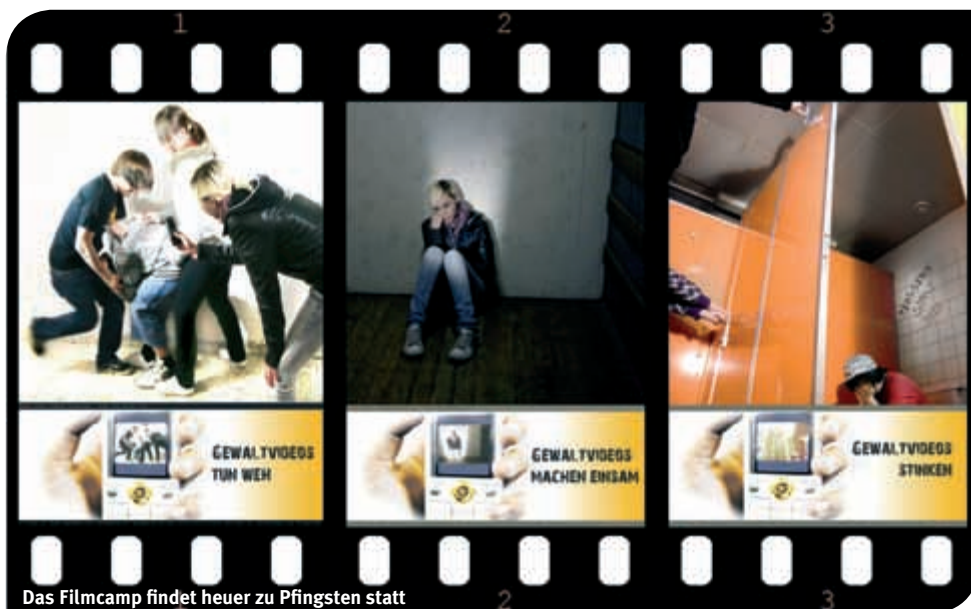 1
2
3
GEWALTVIDEOS
TUN WEH
GEWALTVIDEOS
MACHEN EINSAM
GEWALTVIDEOS
STINKEN
Das Filmcamp findet heuer zu Pfingsten statt
2
3